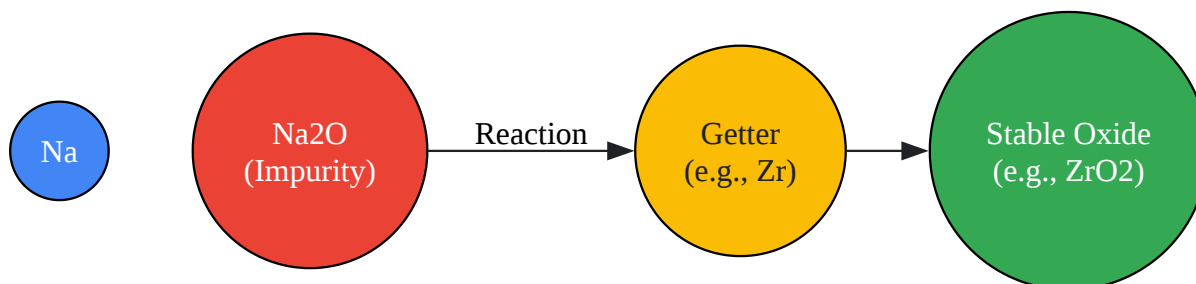 Na
Na2O
(Impurity)
Reaction
Getter
(e.g., Zr)
Stable Oxide
(e.g., ZrO2)